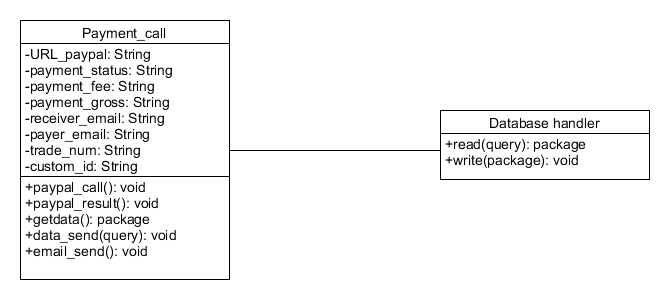 Payment_call
-URL_paypal: String
-payment_status: String
-payment_fee: String
-payment_gross: String
-receiver_email: String
-payer_email: String
-trade_num: String
-custom_id: String
+paypal_call(): void
+paypal_result(): void
+getdata(): package
+data_send(query): void
+email_send(): void
Database handler
+read(query): package
+write(package): void